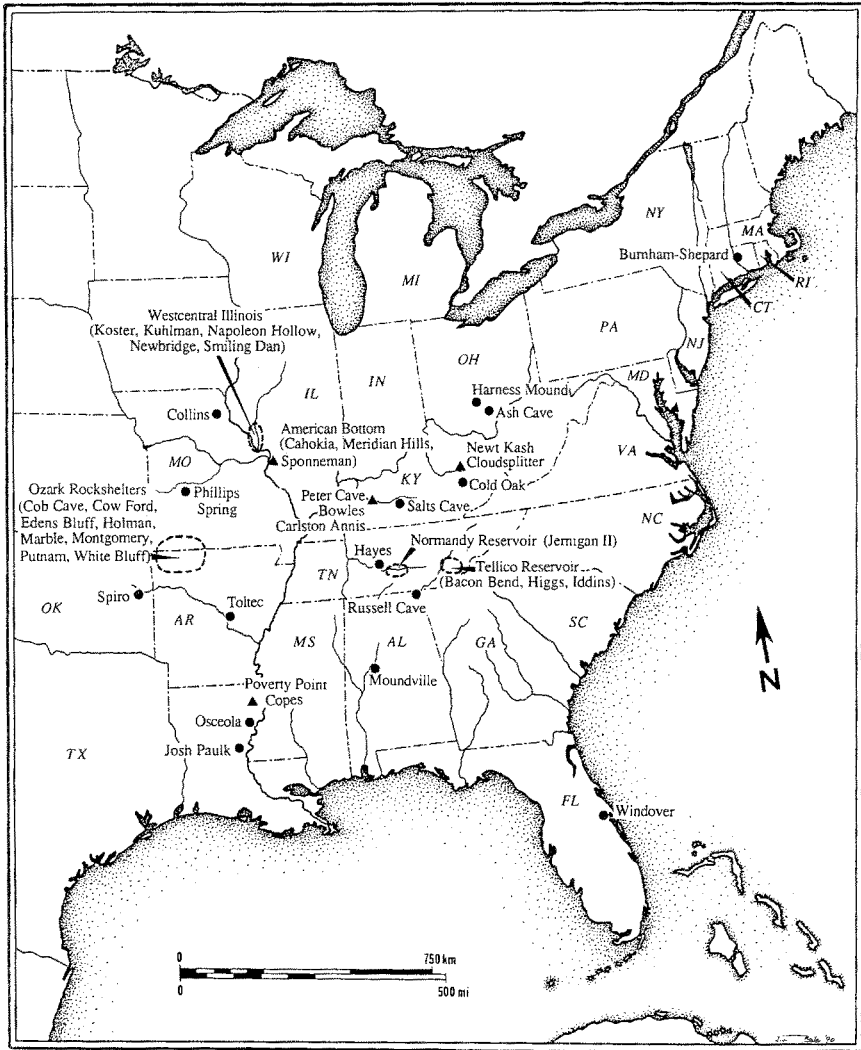 NY
MA
WI
Burnham-Shepard
MI
RI
CT
Westcentral Illinois
(Koster, Kuhlman, Napoleon Hollow,
Newbridge, Smiling Dan)
PA
NJ
OH
IN
IL
MD
Harness Mound
Ash Cave
Collins
American Bottom
(Cahokia, Meridian Hills,
Sponneman)
Newt Kash
Cloudsplitter
VA
MO
KY
Cold Oak
Ozark Rockshelters
(Cob Cave, Cow Ford,
Edens Bluff, Holman,
Marble, Montgomery,
Putnam, White Bluff)
Phillips
Spring
Peter Cave
Bowles
Carlston Annis
Salts Cave
NC
Hayes
Normandy Reservoir (Jernigan II)
TN
Tellico Reservoir
(Bacon Bend, Higgs, Iddins)
Spiro
OK
Toltec
AR
Russell Cave
SC
MS
AL
GA
Moundville
N
Poverty Point
Copes
Osceola
Josh Paulk
TX
FL
Windover
0 750 km
0 500 mi